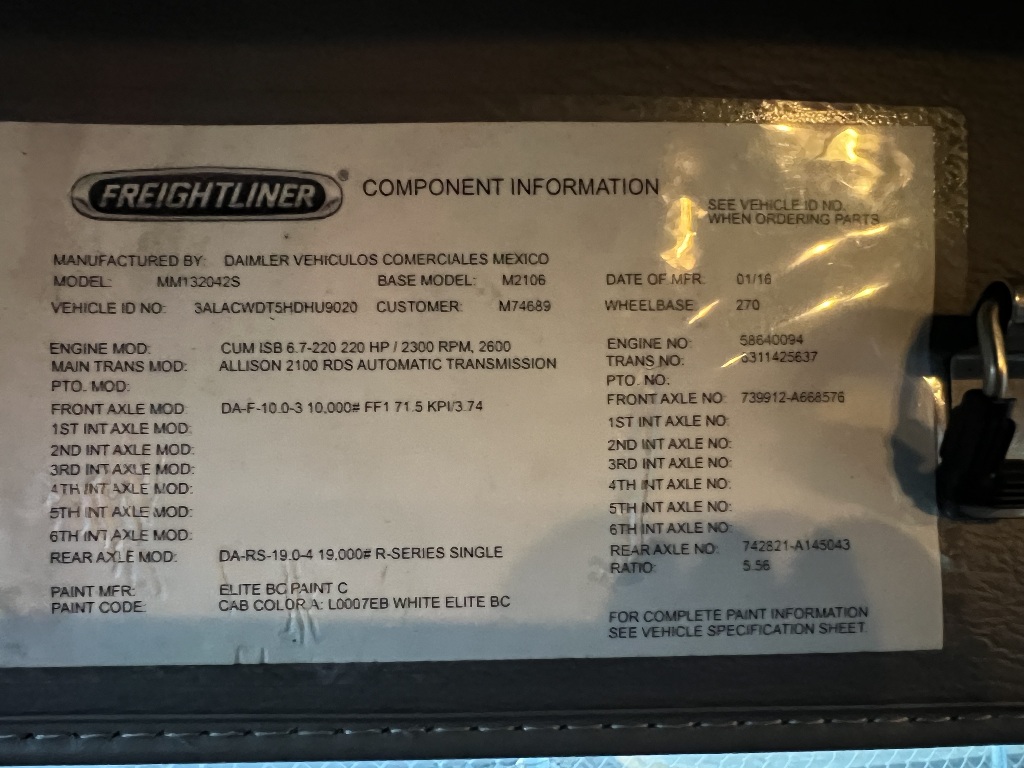 FREIGHTLINER® COMPONENT INFORMATION
SEE VEHICLE ID NO.
WHEN ORDERING PARTS
MANUFACTURED BY: DAIMLER VEHICULOS COMERCIALES MEXICO
MODEL: MM132042S BASE MODEL: M2106 DATE OF MFR: 01/16
VEHICLE ID NO: 3ALACWDT5HDHU9020 CUSTOMER: M74689 WHEELBASE: 270
ENGINE MOD: CUM ISB 6.7-220 220 HP / 2300 RPM, 2600 ENGINE NO: 58640094
MAIN TRANS MOD: ALLISON 2100 RDS AUTOMATIC TRANSMISSION TRANS NO: 6311425637
PTO. MOD: PTO. NO:
FRONT AXLE MOD: DA-F-10.0-3 10,000# FF1 71.5 KPI/3.74 FRONT AXLE NO: 739912-A668576
1ST INT AXLE MOD: 1ST INT AXLE NO:
2ND INT AXLE MOD: 2ND INT AXLE NO:
3RD INT AXLE MOD: 3RD INT AXLE NO:
4TH INT AXLE MOD: 4TH INT AXLE NO:
5TH INT AXLE MOD: 5TH INT AXLE NO:
6TH INT AXLE MOD: 6TH INT AXLE NO:
REAR AXLE MOD: DA-RS-19.0-4 19,000# R-SERIES SINGLE REAR AXLE NO: 742821-A145043
RATIO: 5.56
PAINT MFR: ELITE BC PAINT C
PAINT CODE: CAB COLOR A: L0007EB WHITE ELITE BC
FOR COMPLETE PAINT INFORMATION
SEE VEHICLE SPECIFICATION SHEET.